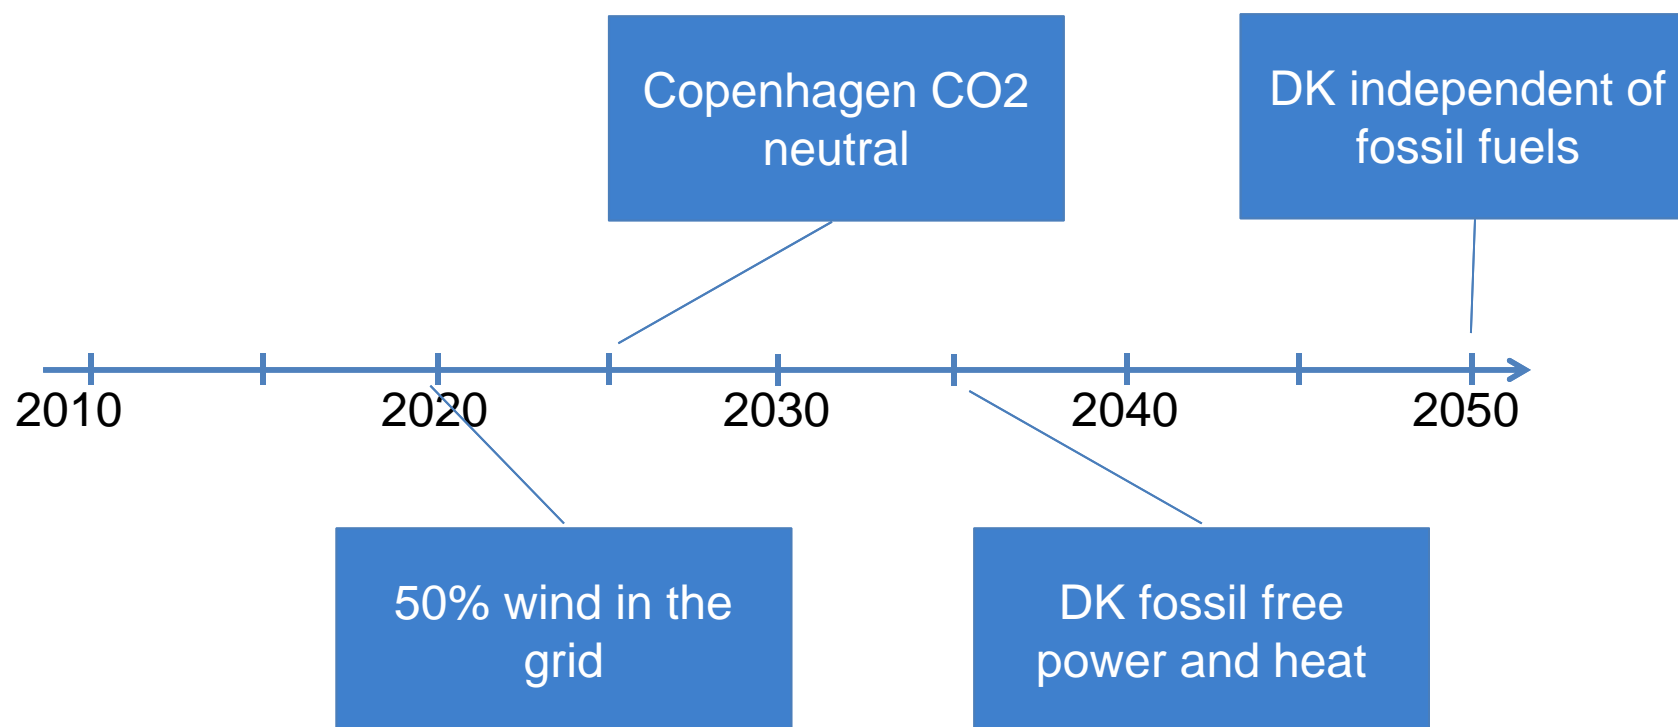 Copenhagen CO2
neutral
DK independent of
fossil fuels
2010
2020
2030
2040
2050
50% wind in the
grid
DK fossil free
power and heat